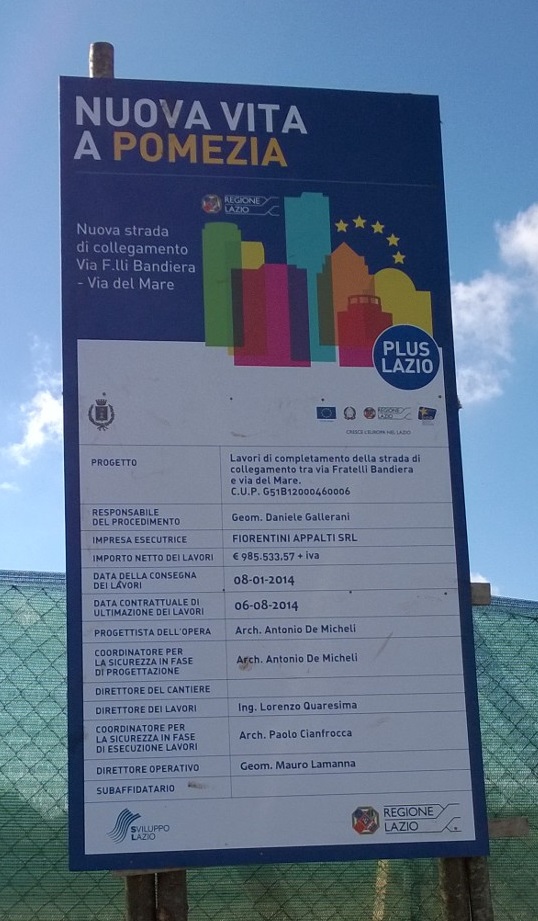 NUOVA VITA
A POMEZIA
REGIONE
LAZIO
Nuova strada
di collegamento
Via F.lli Bandiera
- Via del Mare
PLUS
LAZIO
REGIONE
LAZIO
CRESCE L'EUROPA NEL LAZIO
PROGETTO
Lavori di completamento della strada di
collegamento tra via Fratelli Bandiera
e via del Mare.
C.U.P. G51B12000460006
RESPONSABILE
DEL PROCEDIMENTO
Geom. Daniele Gallerani
IMPRESA ESECUTRICE
FIORENTINI APPALTI SRL
IMPORTO NETTO DEI LAVORI
€ 985.533.57 + iva
DATA DELLA CONSEGNA
DEI LAVORI
08-01-2014
DATA CONTRATTUALE DI
ULTIMAZIONE DEI LAVORI
06-08-2014
PROGETTISTA DELL'OPERA
Arch. Antonio De Micheli
COORDINATORE PER
LA SICUREZZA IN FASE
DI PROGETTAZIONE
Arch. Antonio De Micheli
DIRETTORE DEL CANTIERE
DIRETTORE DEI LAVORI
Ing. Lorenzo Quaresima
COORDINATORE PER
LA SICUREZZA IN FASE
DI ESECUZIONE LAVORI
Arch. Paolo Cianfrocca
DIRETTORE OPERATIVO
Geom. Mauro Lamanna
SUBAFFIDATARIO
SVILUPPO
LAZIO
REGIONE
LAZIO